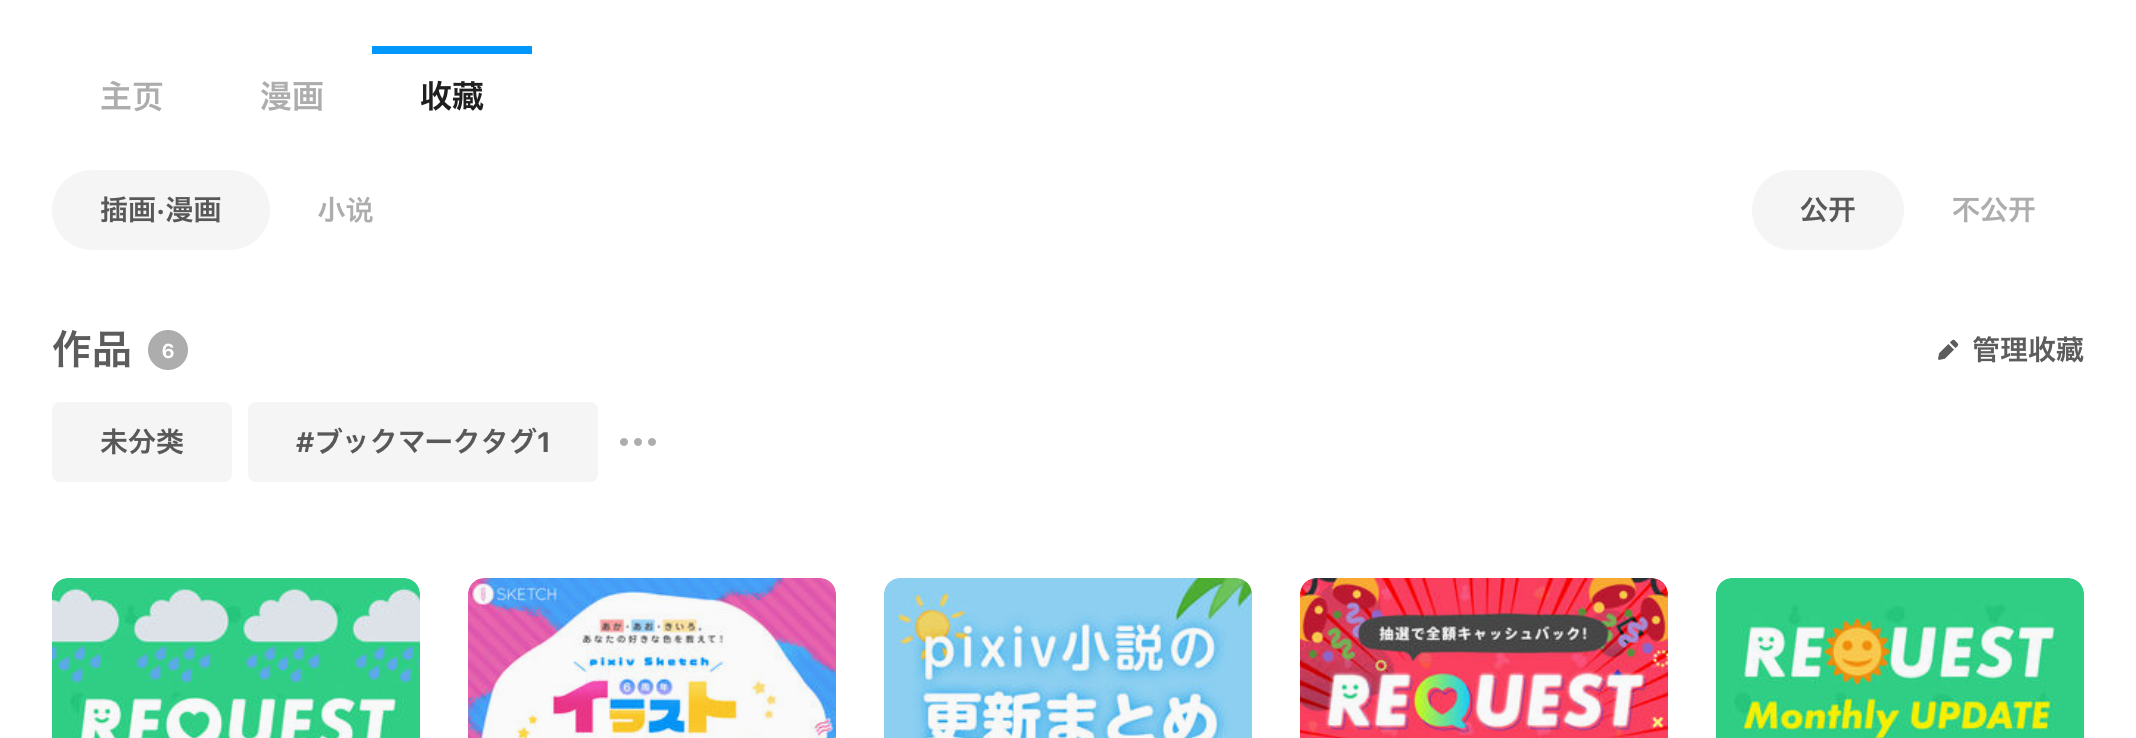 主页 漫画 收藏
插画·漫画 小说 公开 不公开
作品 6 管理收藏
未分类 #ブックマークタグ1
REQUEST
SKETCH
あか・あお・きいろ。
あなたの好きな色を教えて!
pixiv Sketch
6周年
イラスト
pixiv小説の
更新まとめ
抽選で全額キャッシュバック!
REQUEST
REQUEST
Monthly UPDATE